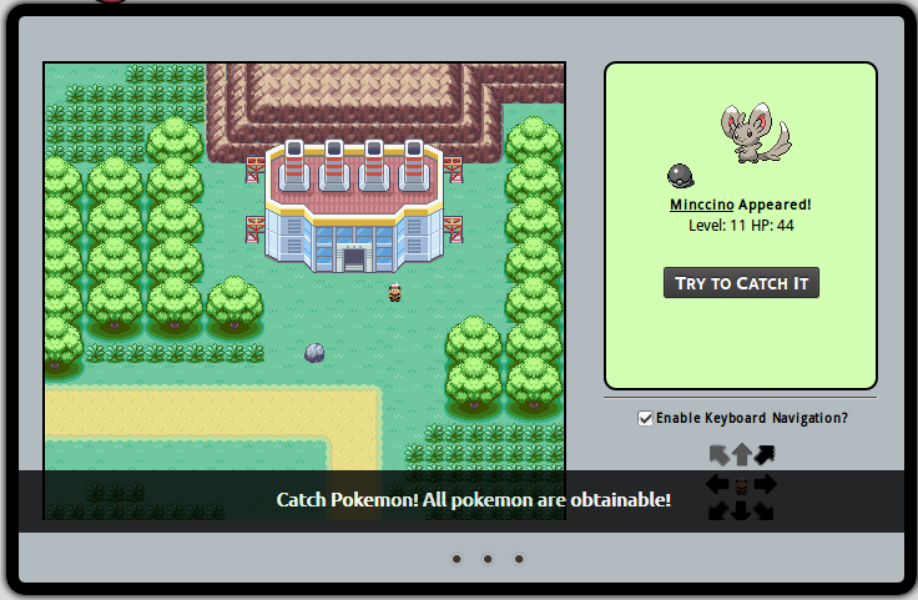 Minccino Appeared!
Level: 11 HP: 44
TRY TO CATCH IT
Enable Keyboard Navigation?
Catch Pokemon! All pokemon are obtainable!